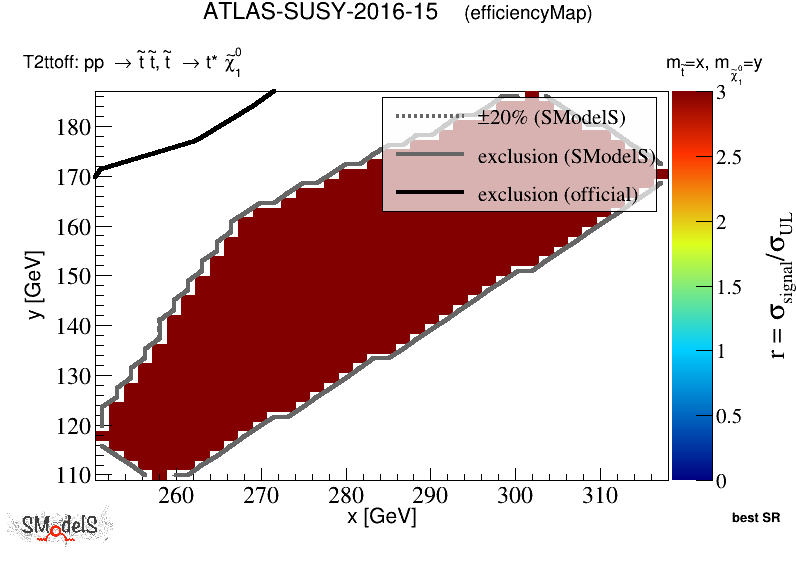 ATLAS-SUSY-2016-15 (efficiencyMap)
T2ttoff: pp → t̃ t̃, t̃ → t* χ̃⁰₁
m_t̃=x, m_χ̃⁰₁=y
±20% (SModelS)
exclusion (SModelS)
exclusion (official)
y [GeV]
180
170
160
150
140
130
120
110
260 270 280 290 300 310
x [GeV]
3
2.5
2
1.5
1
0.5
0
r = σ_signal/σ_UL
SModelS
best SR